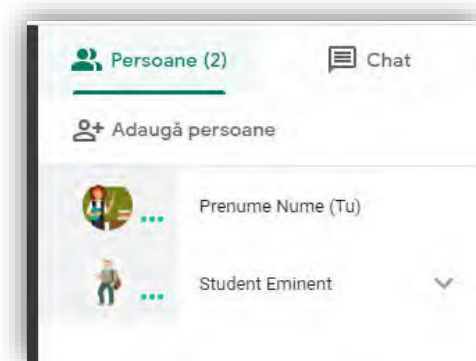 Persoane (2) Chat
Adaugă persoane
Prenume Nume (Tu)
Student Eminent